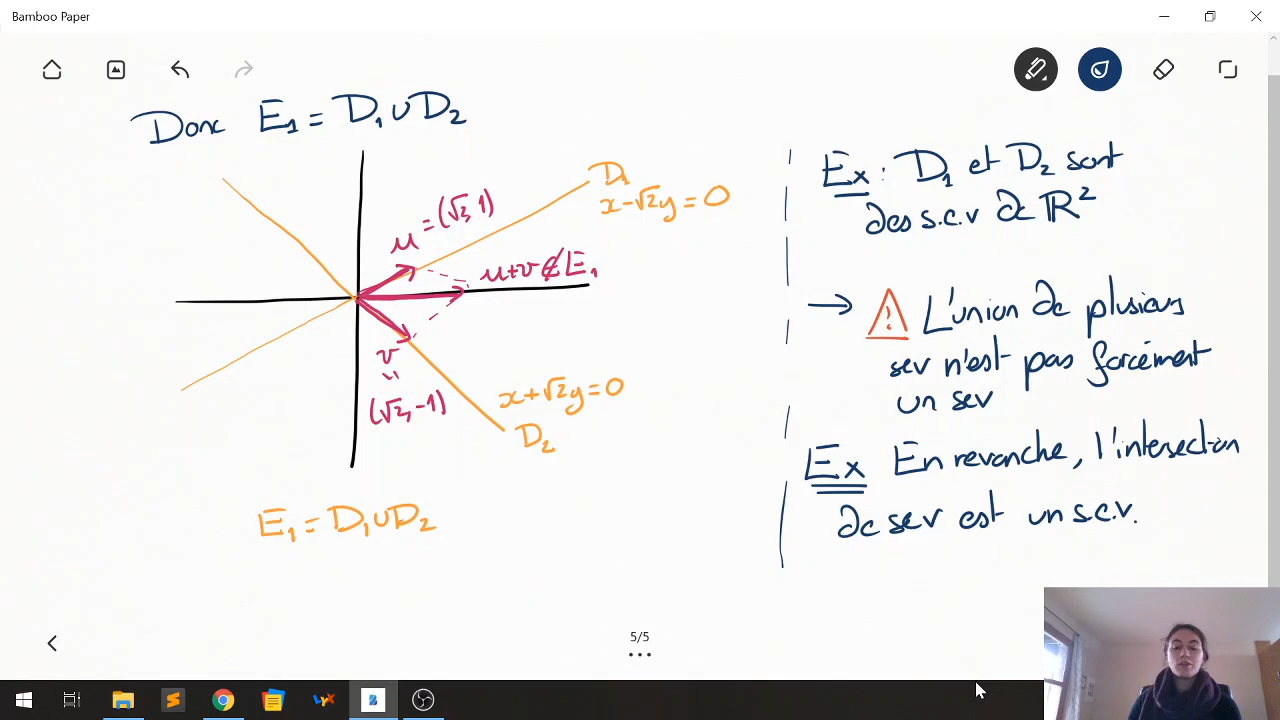 Bamboo Paper
Donc E₁ = D₁ ∪ D₂
D₁
x-√2y = 0
u = (√2, 1)
u+v ∉ E₁
v
"
(√2, -1)
x+√2y = 0
D₂
E₁ = D₁ ∪ D₂
Ex : D₁ et D₂ sont
des s.e.v de ℝ²
→ ⚠ L'union de plusieurs
sev n'est pas forcément
un sev
Ex En revanche, l'intersection
de sev est un s.e.v.
5/5